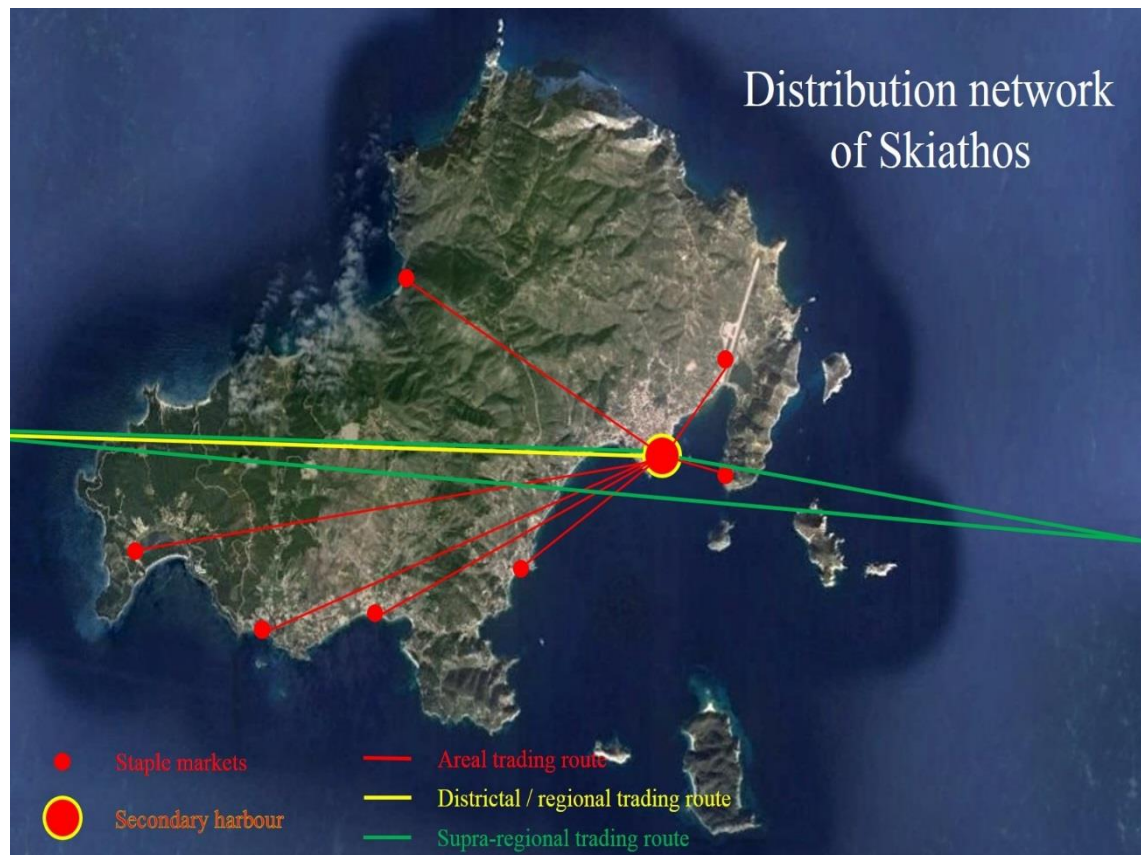 Distribution network
of Skiathos
Staple markets
Secondary harbour
Areal trading route
Districtal / regional trading route
Supra-regional trading route